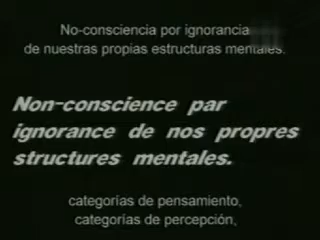 No-consciencia por ignorancia
de nuestras propias estructuras mentales.
Non-conscience par
ignorance de nos propres
structures mentales.
categorías de pensamiento,
categorías de percepción,